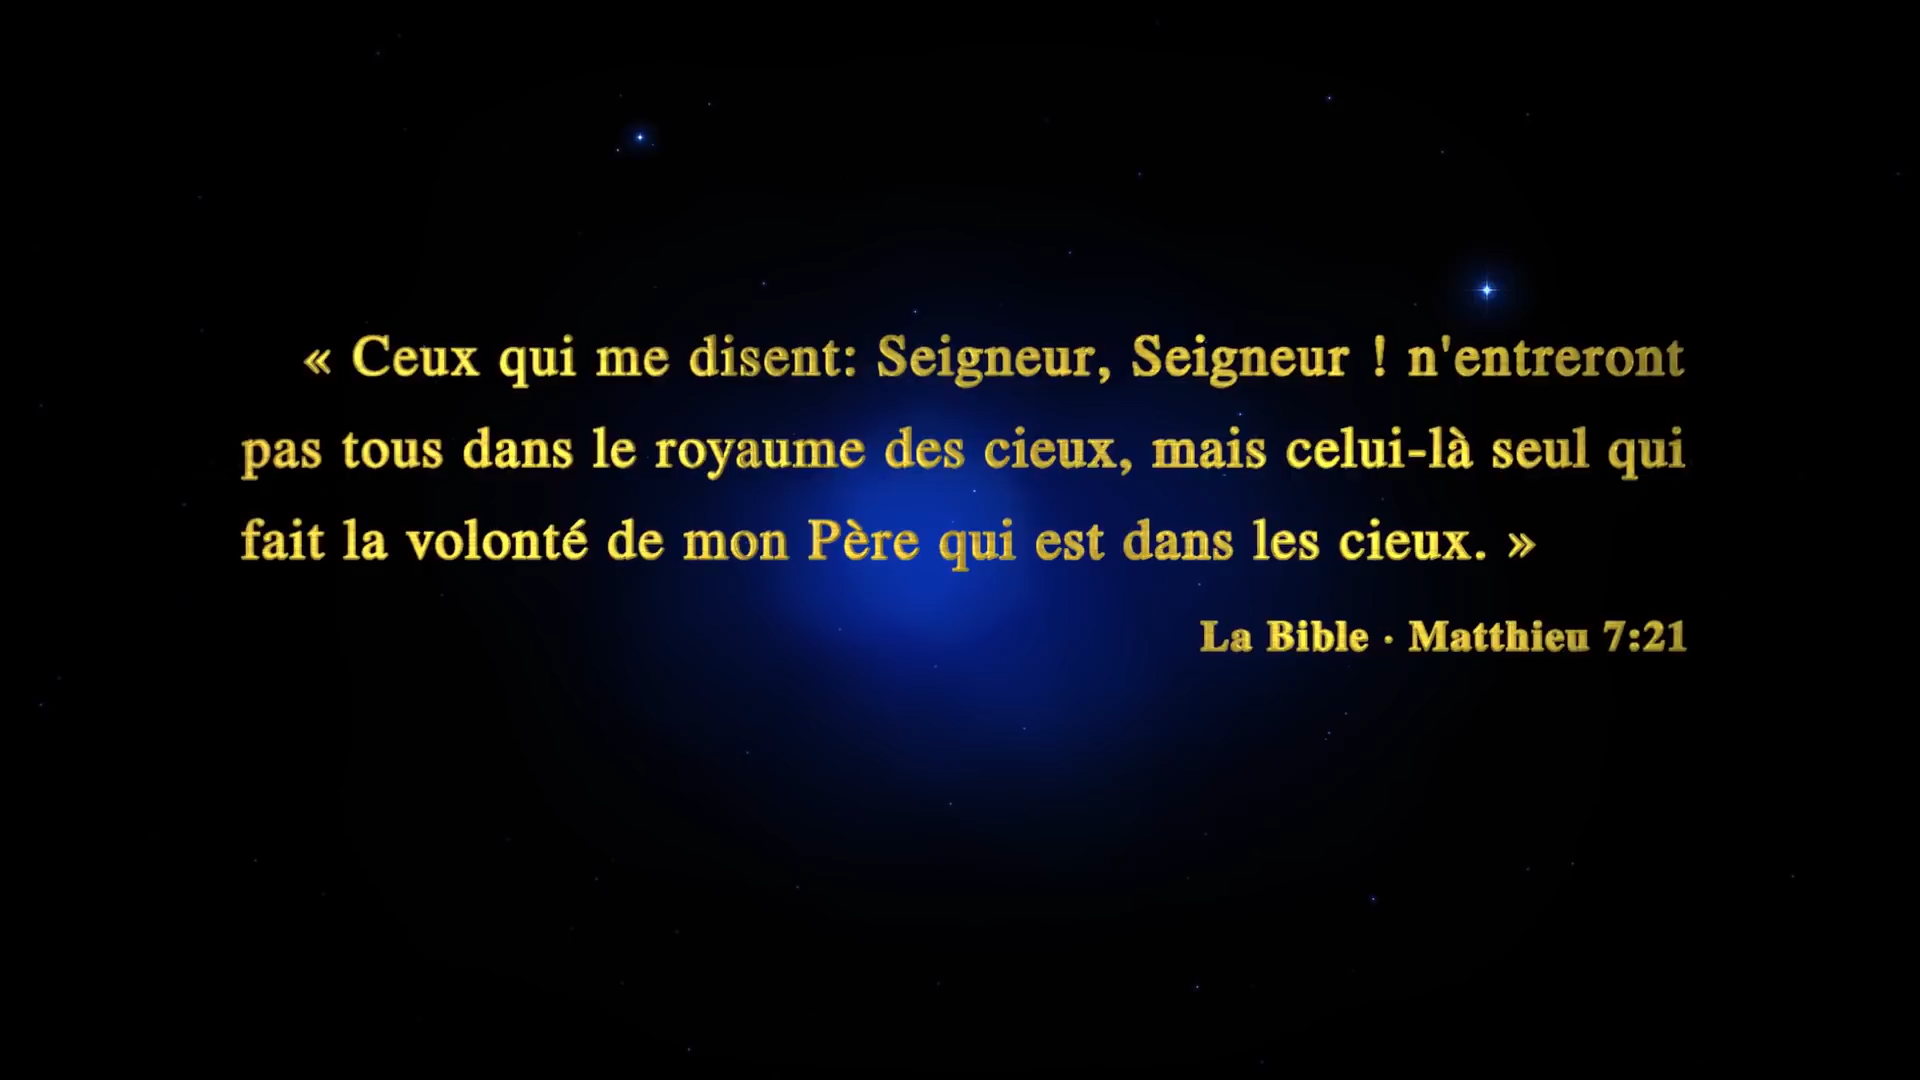 « Ceux qui me disent: Seigneur, Seigneur ! n'entreront
pas tous dans le royaume des cieux, mais celui-là seul qui
fait la volonté de mon Père qui est dans les cieux. »
La Bible · Matthieu 7:21